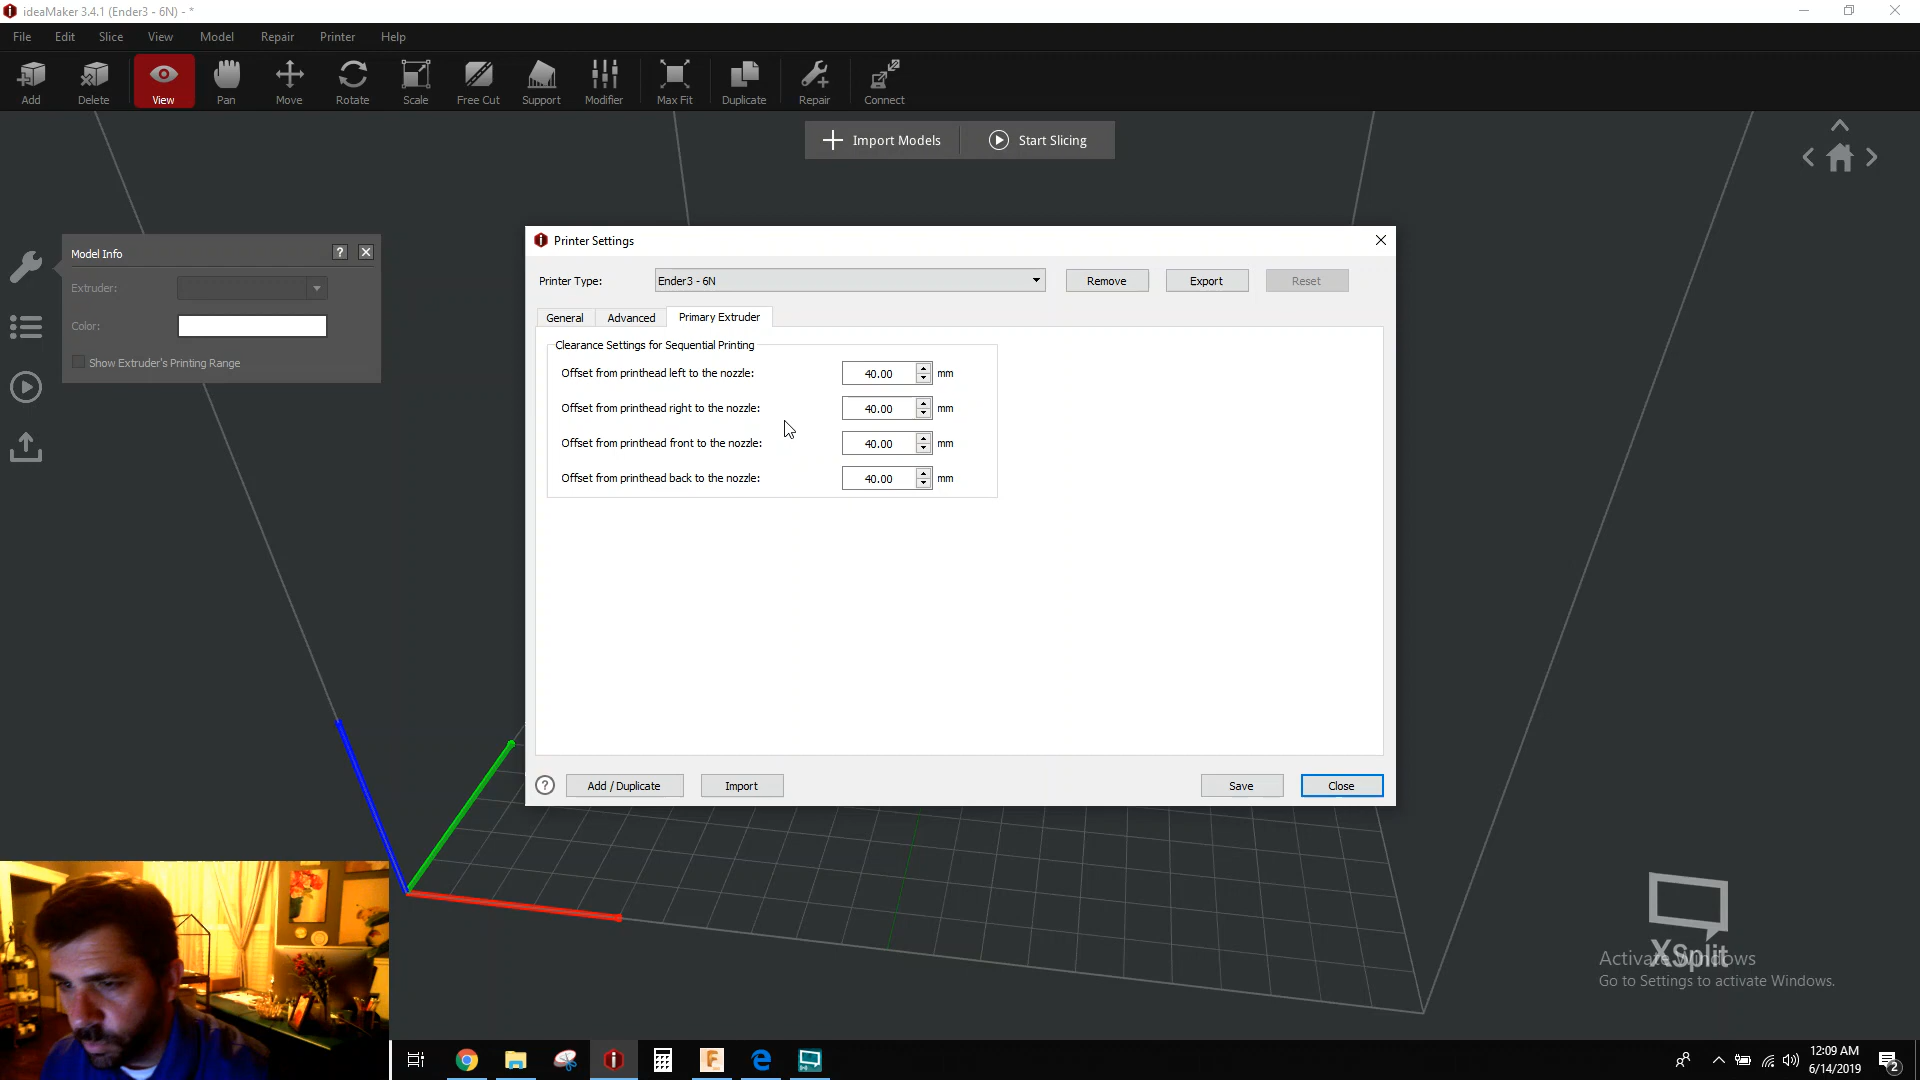 ideaMaker 3.4.1 (Ender3 - 6N) - *
File Edit Slice View Model Repair Printer Help
Add Delete View Pan Move Rotate Scale Free Cut Support Modifier Max Fit Duplicate Repair Connect
Import Models Start Slicing
Model Info ?
Extruder:
Color:
Show Extruder's Printing Range
Printer Settings
Printer Type: Ender3 - 6N Remove Export Reset
General Advanced Primary Extruder
Clearance Settings for Sequential Printing
Offset from printhead left to the nozzle: 40.00 mm
Offset from printhead right to the nozzle: 40.00 mm
Offset from printhead front to the nozzle: 40.00 mm
Offset from printhead back to the nozzle: 40.00 mm
? Add / Duplicate Import Save Close
XSplit
Activate Windows
Go to Settings to activate Windows.
12:09 AM
6/14/2019
2